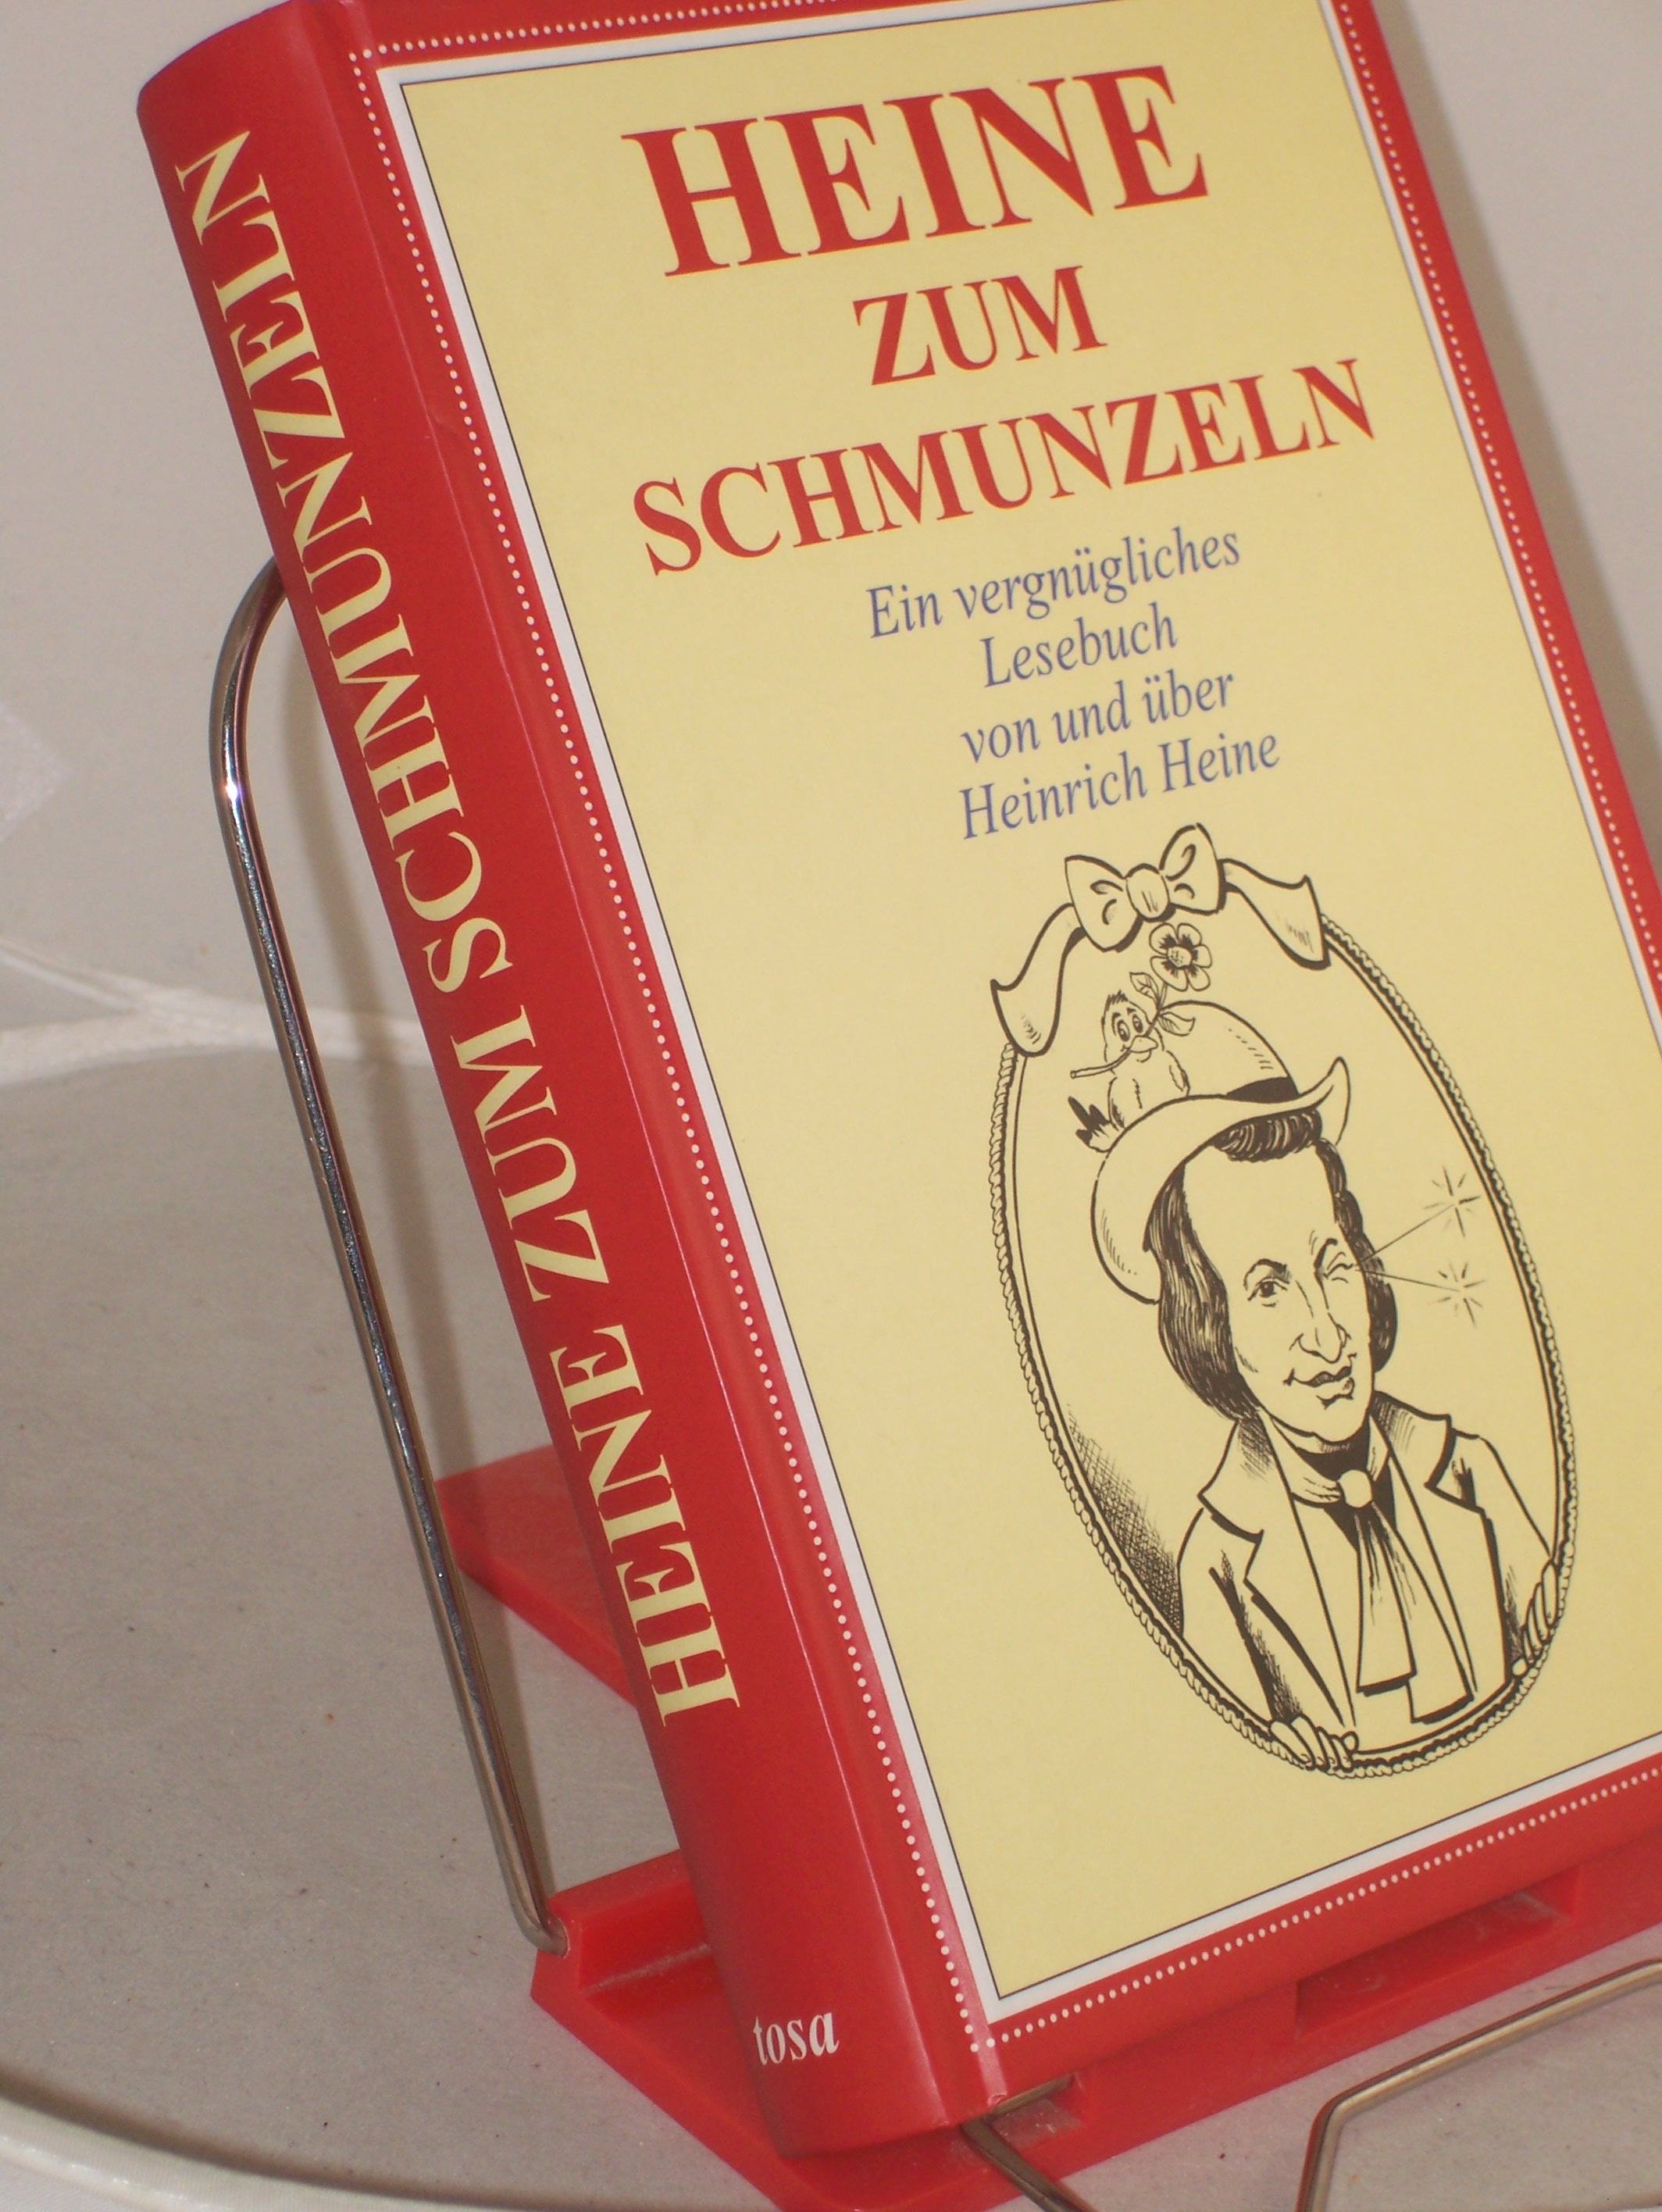 HEINE
ZUM
SCHMUNZELN
Ein vergnügliches
Lesebuch
von und über
Heinrich Heine
HEINE ZUM SCHMUNZELN
tosa